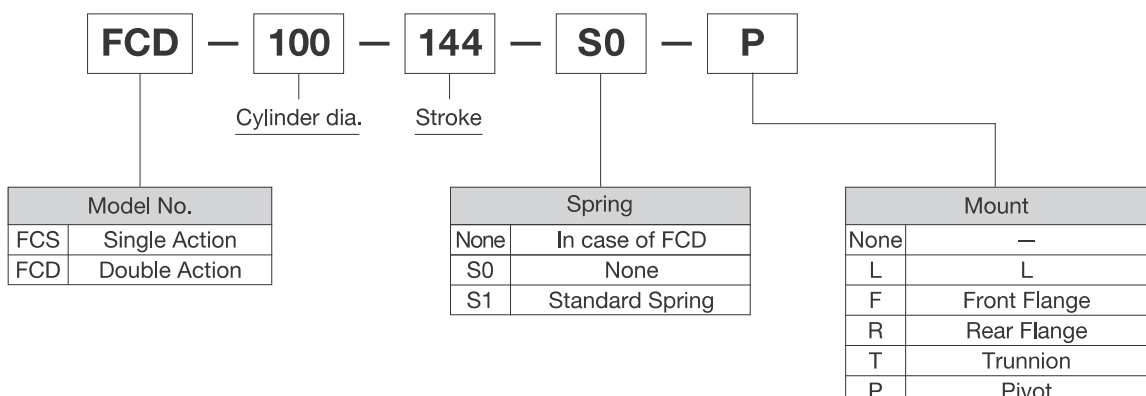 FCD — 100 — 144 — S0 — P
Cylinder dia. Stroke
Model No.
FCS Single Action
FCD Double Action
Spring
None In case of FCD
S0 None
S1 Standard Spring
Mount
None —
L L
F Front Flange
R Rear Flange
T Trunnion
P Pivot